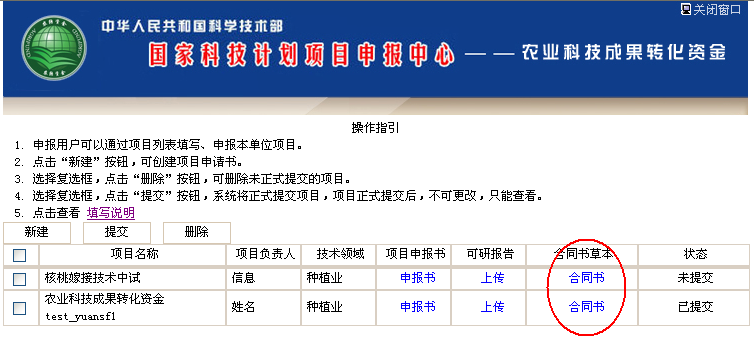 关闭窗口
中华人民共和国科学技术部
国家科技计划项目申报中心——农业科技成果转化资金
操作指引
1. 申报用户可以通过项目列表填写、申报本单位项目。
2. 点击“新建”按钮，可创建项目申请书。
3. 选择复选框，点击“删除”按钮，可删除未正式提交的项目。
4. 选择复选框，点击“提交”按钮，系统将正式提交项目，项目正式提交后，不可更改，只能查看。
5. 点击查看 填写说明
新建 提交 删除
项目名称 项目负责人 技术领域 项目申报书 可研报告 合同书草本 状态
核桃嫁接技术中试 信息 种植业 申报书 上传 合同书 未提交
农业科技成果转化资金
test_yuansf1 姓名 种植业 申报书 上传 合同书 已提交